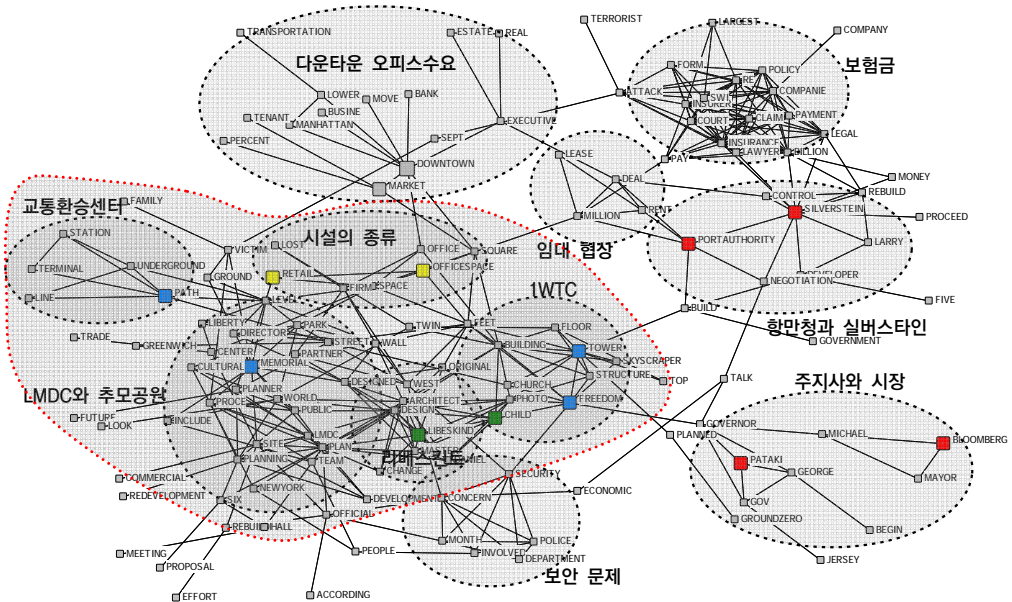 TERRORIST
LARGEST
COMPANY
TRANSPORTATION
ESTATE
REAL
다운타운 오피스수요
보험금
FORM
POLICY
RE
LOWER
MOVE
BANK
ATTACK
SWI
COMPANIE
INSURER
BUSINE
TENANT
MANHATTAN
EXECUTIVE
COURT
CLAIM
PAYMENT
PERCENT
SEPT
LEGAL
INSURANCE
LAWYER
BILLION
LEASE
PAY
DOWNTOWN
MARKET
DEAL
MONEY
CONTROL
REBUILD
교통환승센터
FAMILY
RENT
SILVERSTEIN
MILLION
PROCEED
STATION
시설의 종류
VICTIM
LOST
OFFICE
SQUARE
임대 협장
PORTAUTHORITY
LARRY
TERMINAL
UNDERGROUND
GROUND
RETAIL
OFFICESPACE
DEVELOPER
NEGOTIATION
LINE
PATH
LEVEL
FIRM
SPACE
1WTC
FIVE
BUILD
LIBERTY
PARK
TWIN
FEET
FLOOR
항만청과 실버스타인
TRADE
DIRECTOR
GREENWICH
CENTER
STREET
WALL
BUILDING
TOWER
GOVERNMENT
PARTNER
CULTURAL
MEMORIAL
ORIGINAL
SKYSCRAPER
STRUCTURE
TOP
TALK
주지사와 시장
DESIGNED
WEST
CHURCH
LMDC와 추모공원
PLANNER
PROCE
WORLD
ARCHITECT
PHOTO
FREEDOM
PUBLIC
DESIGN
CHILD
FUTURE
LOOK
INCLUDE
GOVERNOR
PLANNED
MICHAEL
BLOOMBERG
LMDC
LIBESKIND
SITE
PLAN
PLANNING
TEAM
CHANGE
PATAKI
GEORGE
MAYOR
COMMERCIAL
SECURITY
REDEVELOPMENT
SIX
NEWYORK
DEVELOPMENT
CONCERN
ECONOMIC
GOV
GROUNDZERO
OFFICIAL
REBUI
HALL
BEGIN
MONTH
POLICE
MEETING
PEOPLE
INVOLVED
DEPARTMENT
JERSEY
PROPOSAL
보안 문제
EFFORT
ACCORDING